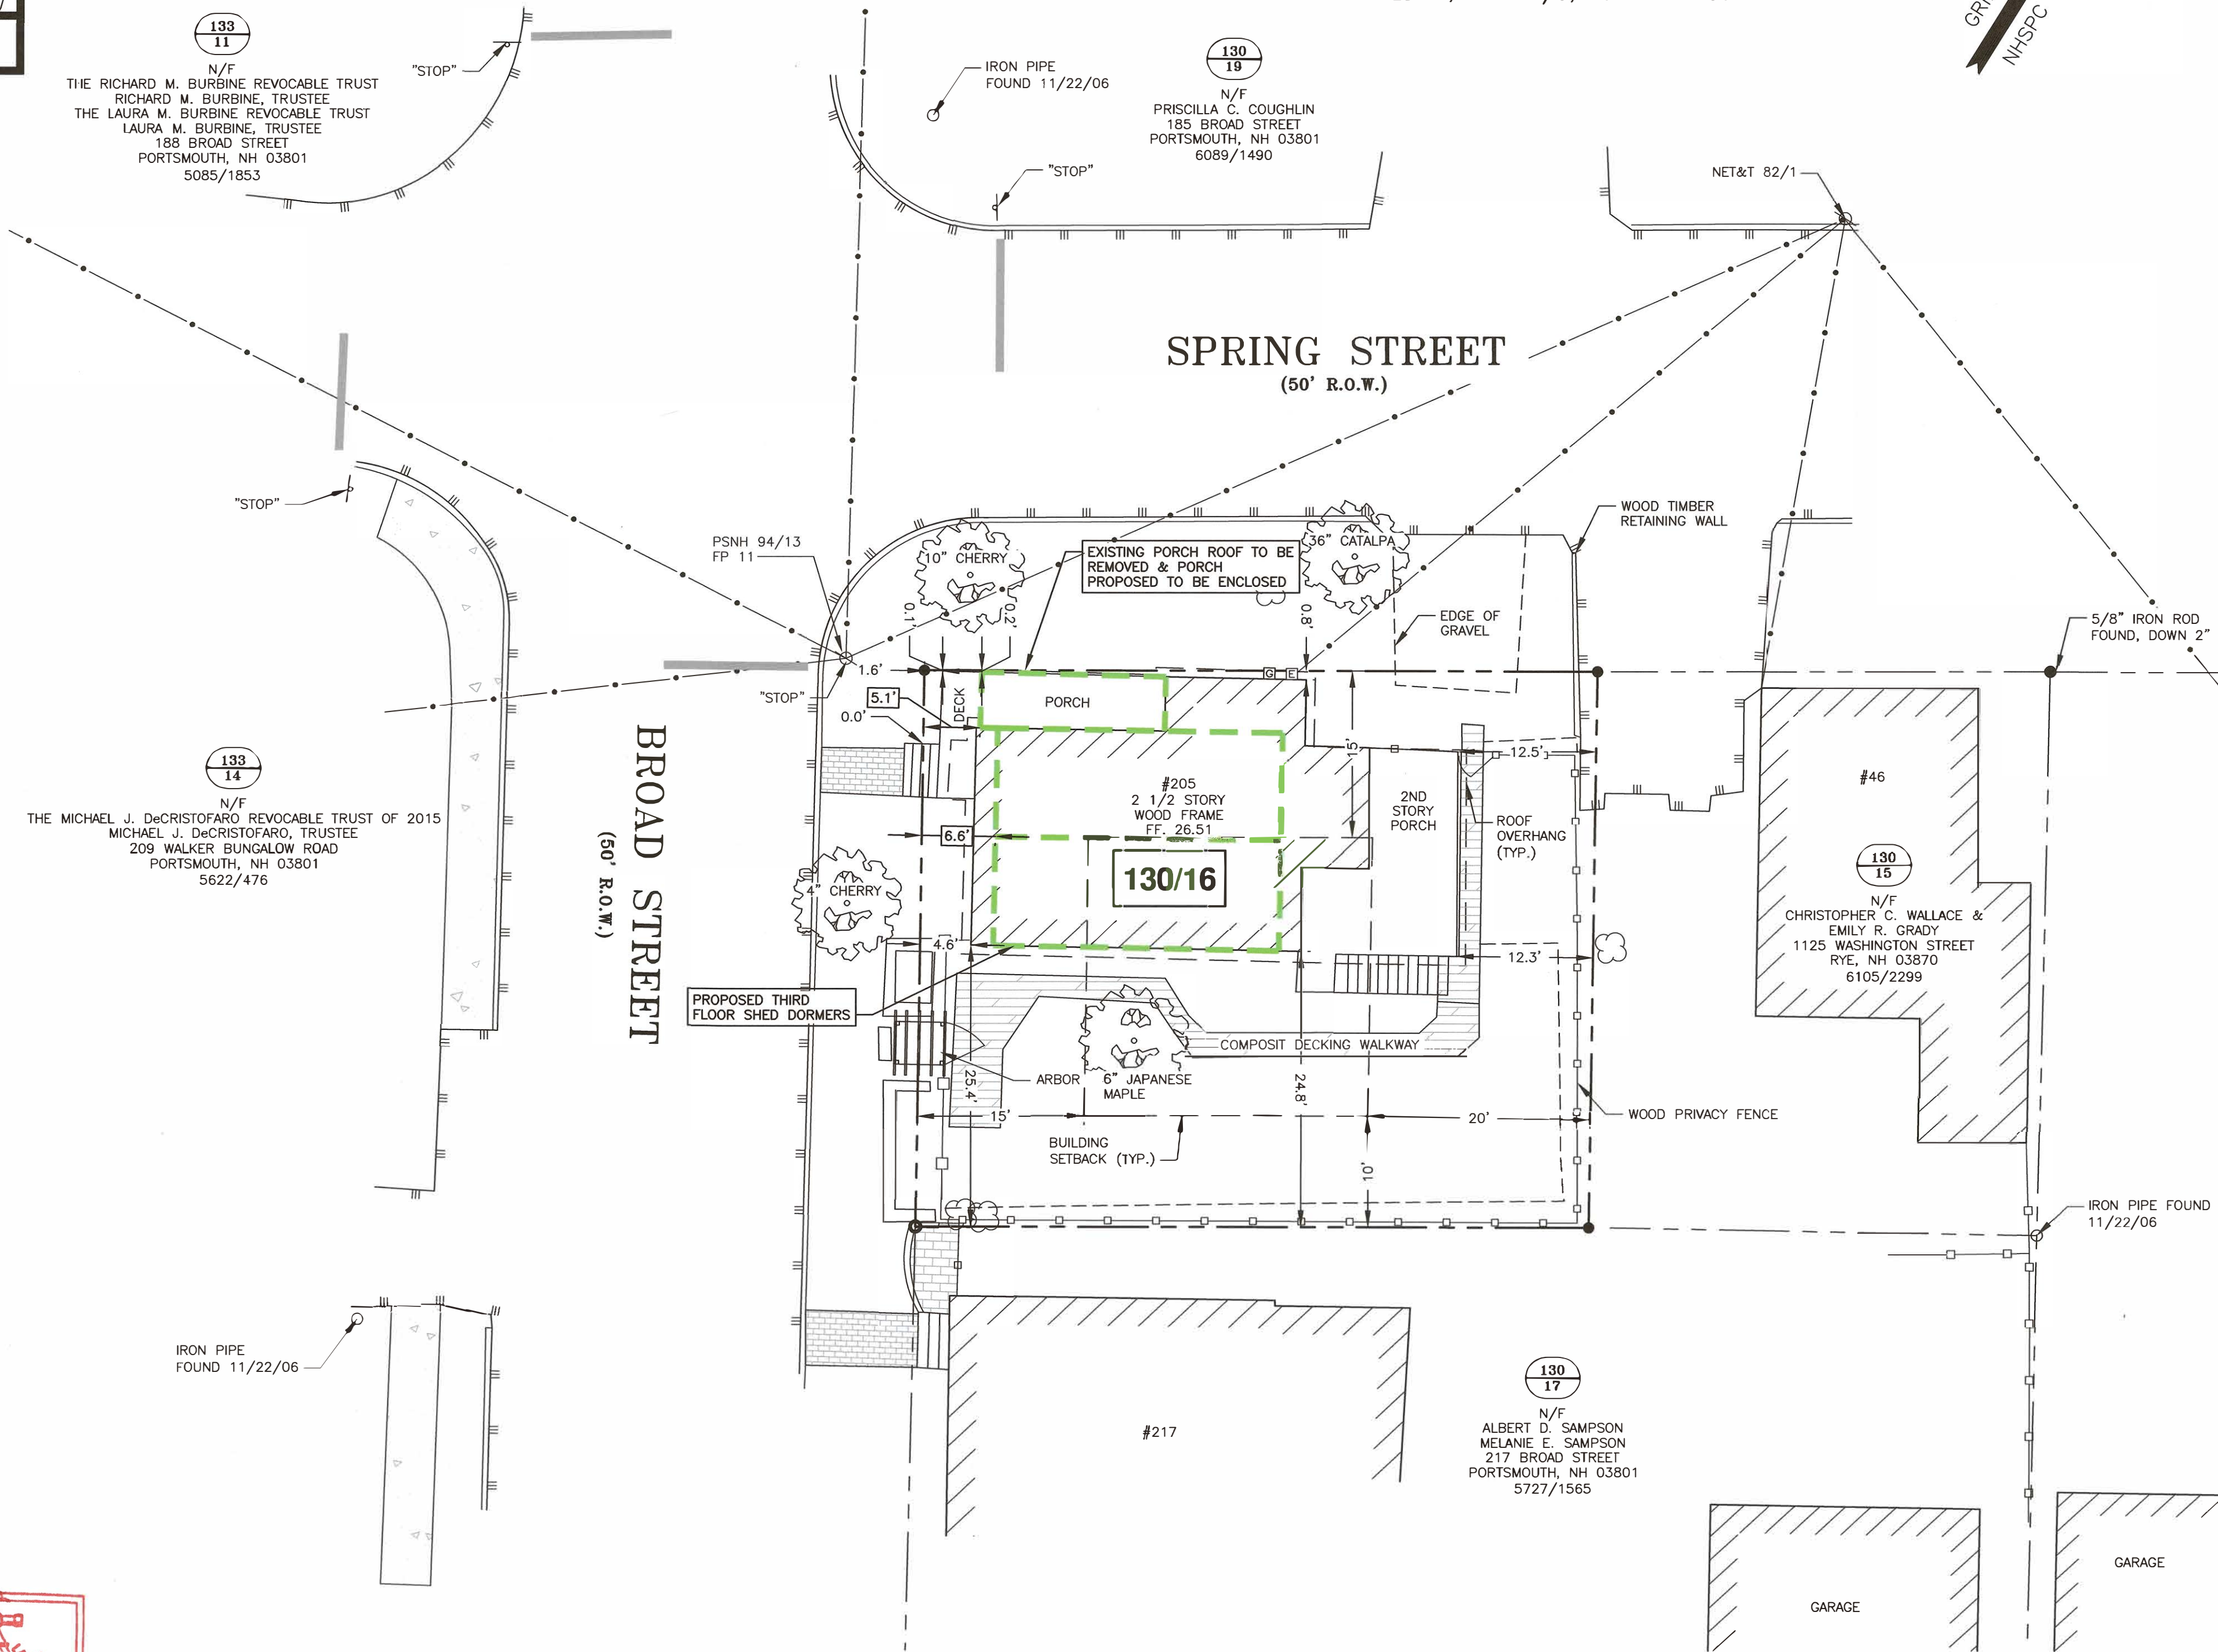 133
11
N/F
THE RICHARD M. BURBINE REVOCABLE TRUST
RICHARD M. BURBINE, TRUSTEE
THE LAURA M. BURBINE REVOCABLE TRUST
LAURA M. BURBINE, TRUSTEE
188 BROAD STREET
PORTSMOUTH, NH 03801
5085/1853
"STOP"
IRON PIPE
FOUND 11/22/06
130
19
N/F
PRISCILLA C. COUGHLIN
185 BROAD STREET
PORTSMOUTH, NH 03801
6089/1490
"STOP"
NHSPC
NET&T 82/1
SPRING STREET
(50' R.O.W.)
"STOP"
PSNH 94/13
FP 11
10" CHERRY
EXISTING PORCH ROOF TO BE
REMOVED & PORCH
PROPOSED TO BE ENCLOSED
36" CATALPA
WOOD TIMBER
RETAINING WALL
0.1'
0.2'
0.8'
EDGE OF
GRAVEL
5/8" IRON ROD
FOUND, DOWN 2"
1.6'
"STOP"
5.1'
0.0'
DECK
PORCH
G
E
15'
12.5'
#205
2 1/2 STORY
WOOD FRAME
FF. 26.51
2ND
STORY
PORCH
ROOF
OVERHANG
(TYP.)
#46
133
14
N/F
THE MICHAEL J. DeCRISTOFARO REVOCABLE TRUST OF 2015
MICHAEL J. DeCRISTOFARO, TRUSTEE
209 WALKER BUNGALOW ROAD
PORTSMOUTH, NH 03801
5622/476
BROAD STREET
(50' R.O.W.)
6.6'
130/16
4" CHERRY
4.6'
12.3'
130
15
N/F
CHRISTOPHER C. WALLACE &
EMILY R. GRADY
1125 WASHINGTON STREET
RYE, NH 03870
6105/2299
PROPOSED THIRD
FLOOR SHED DORMERS
COMPOSIT DECKING WALKWAY
ARBOR
6" JAPANESE
MAPLE
25.4'
24.8'
15'
20'
WOOD PRIVACY FENCE
BUILDING
SETBACK (TYP.)
10'
IRON PIPE FOUND
11/22/06
IRON PIPE
FOUND 11/22/06
#217
130
17
N/F
ALBERT D. SAMPSON
MELANIE E. SAMPSON
217 BROAD STREET
PORTSMOUTH, NH 03801
5727/1565
GARAGE
GARAGE